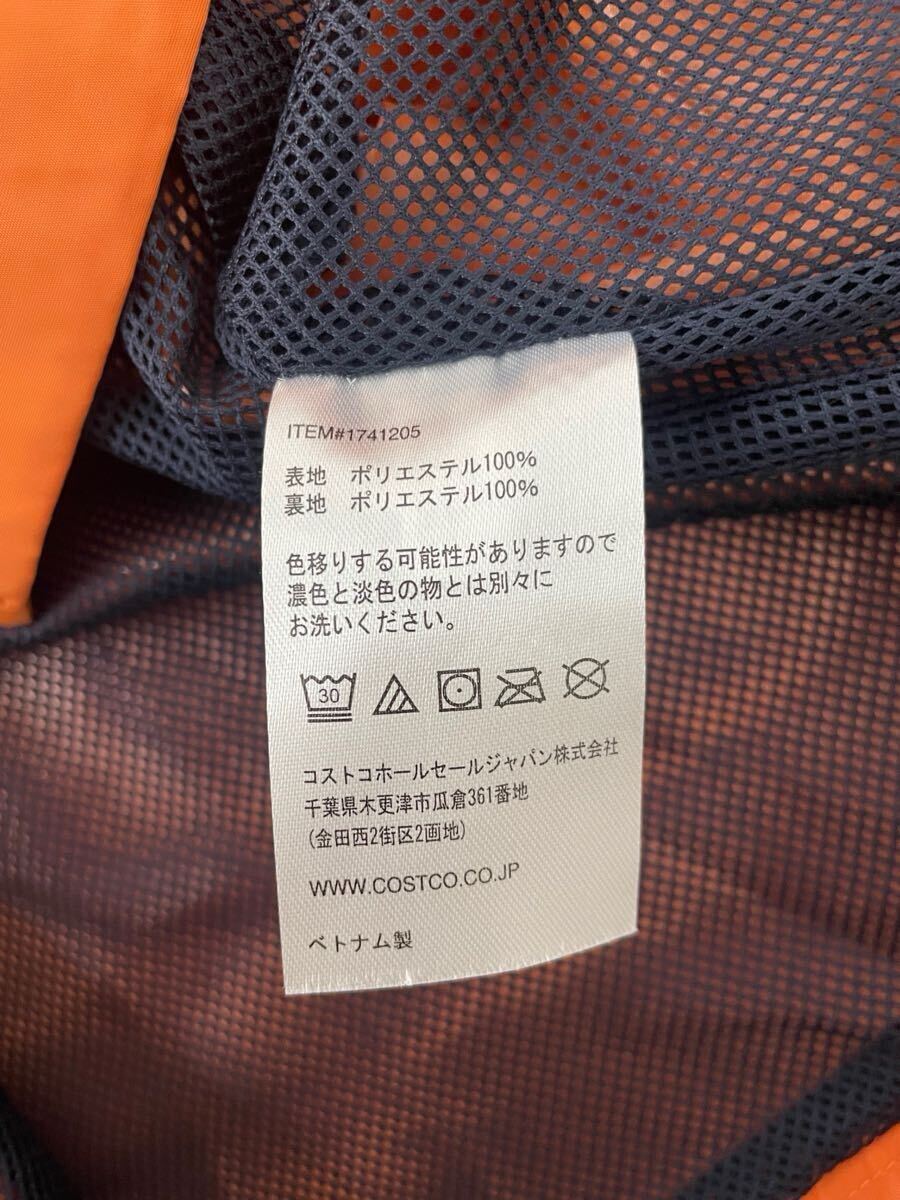 ITEM#1741205
表地　ポリエステル100%
裏地　ポリエステル100%
色移りする可能性がありますので
濃色と淡色の物とは別々に
お洗いください。
30
コストコホールセールジャパン株式会社
千葉県木更津市瓜倉361番地
(金田西2街区2画地)
WWW.COSTCO.CO.JP
ベトナム製